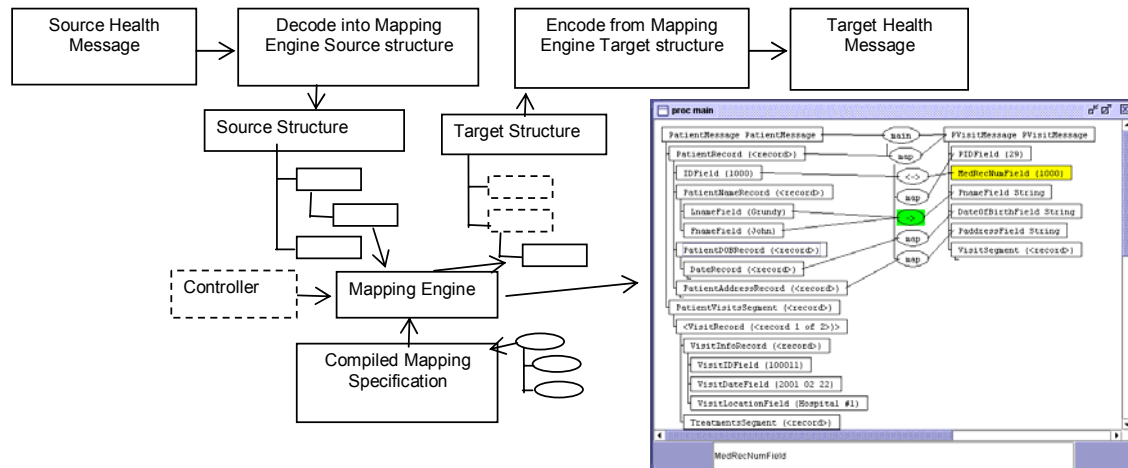 Source Health
Message
Decode into Mapping
Engine Source structure
Encode from Mapping
Engine Target structure
Target Health
Message
Source Structure
Target Structure
Controller
Mapping Engine
Compiled Mapping
Specification
proc main
PatientMessage PatientMessage
PatientRecord (<record>)
IDField (1000)
PatientNameRecord (<record>)
LnameField (Grundy)
FnameField (John)
PatientDOBRecord (<record>)
DateRecord (<record>)
PatientAddressRecord (<record>)
PatientVisitsSegment (<record>)
<VisitRecord (<record 1 of 2>)>
VisitInfoRecord (<record>)
VisitIDField (100011)
VisitDateField (2001 02 22)
VisitLocationField (Hospital #1)
TreatmentsSegment (<record>)
main
map
<->
map
->
map
map
PVisitMessage PVisitMessage
PIDField (29)
MedRecNumField (1000)
PnameField String
DateOfBirthField String
PaddressField String
VisitSegment (<record>)
MedRecNumField